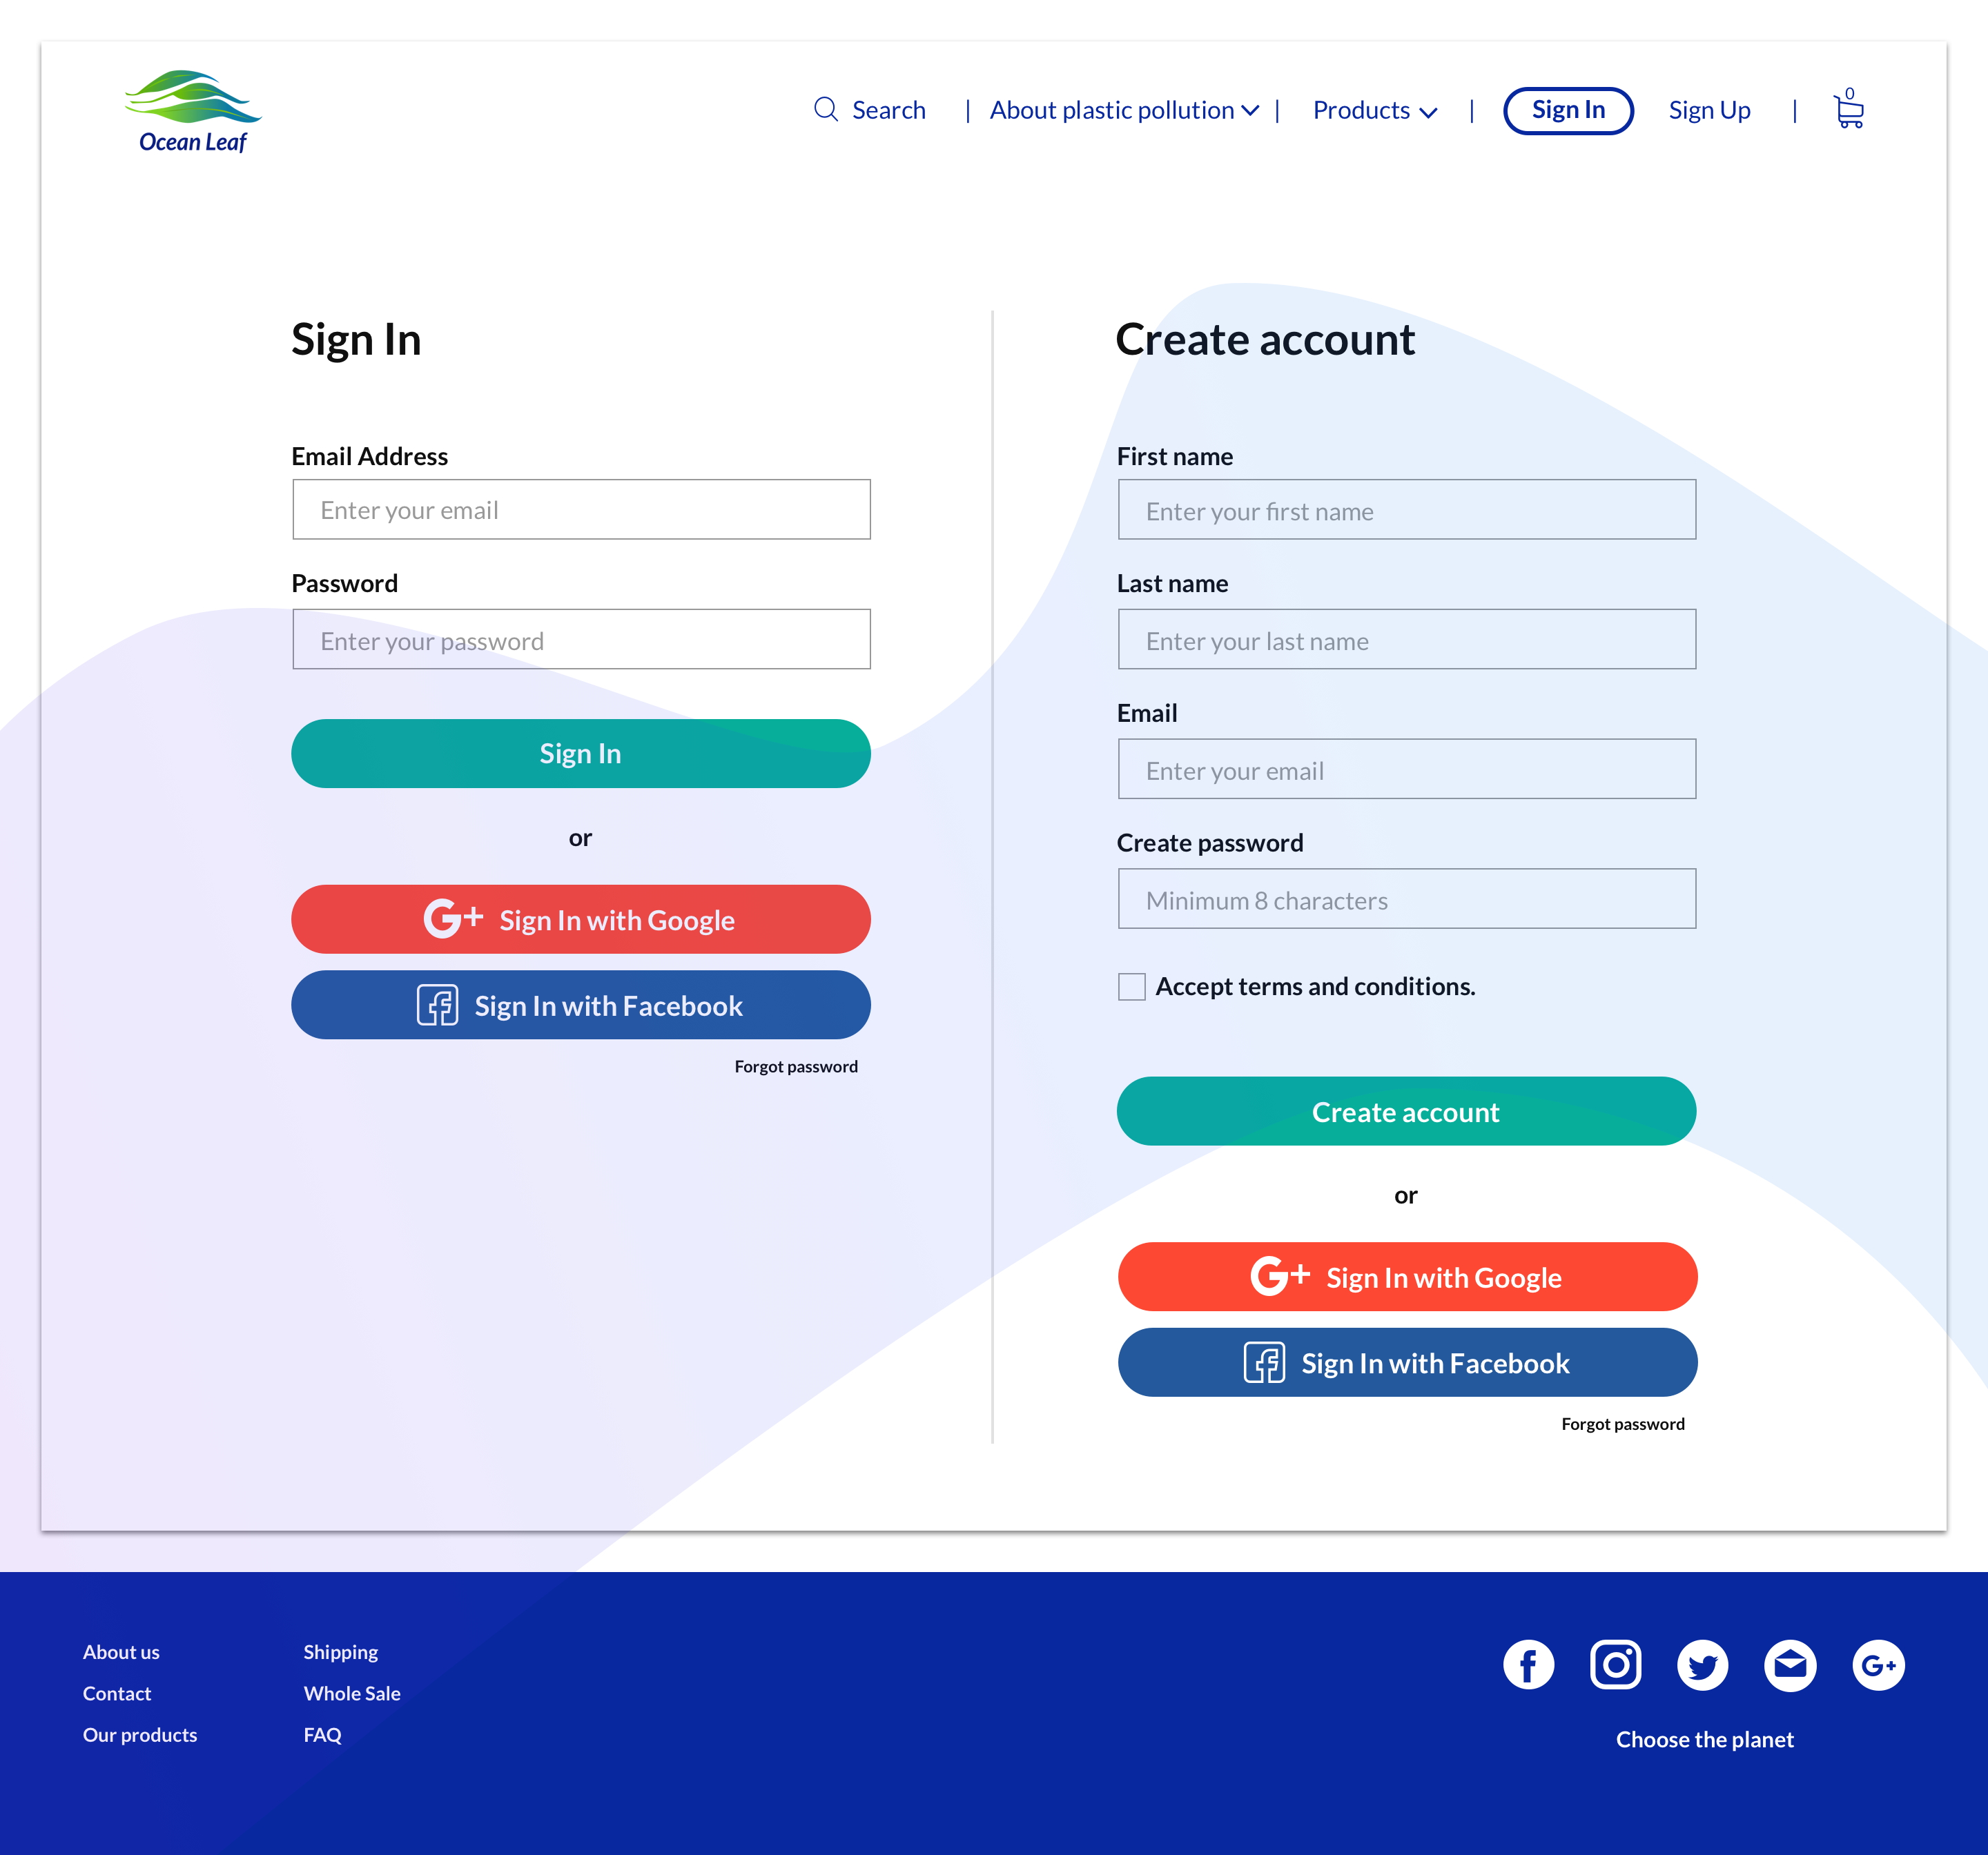 Ocean Leaf
Search | About plastic pollution | Products | Sign In Sign Up | 0
Sign In
Email Address
Enter your email
Password
Enter your password
Sign In
or
G+ Sign In with Google
Sign In with Facebook
Forgot password
Create account
First name
Enter your first name
Last name
Enter your last name
Email
Enter your email
Create password
Minimum 8 characters
Accept terms and conditions.
Create account
or
G+ Sign In with Google
Sign In with Facebook
Forgot password
About us
Contact
Our products
Shipping
Whole Sale
FAQ
G+
Choose the planet